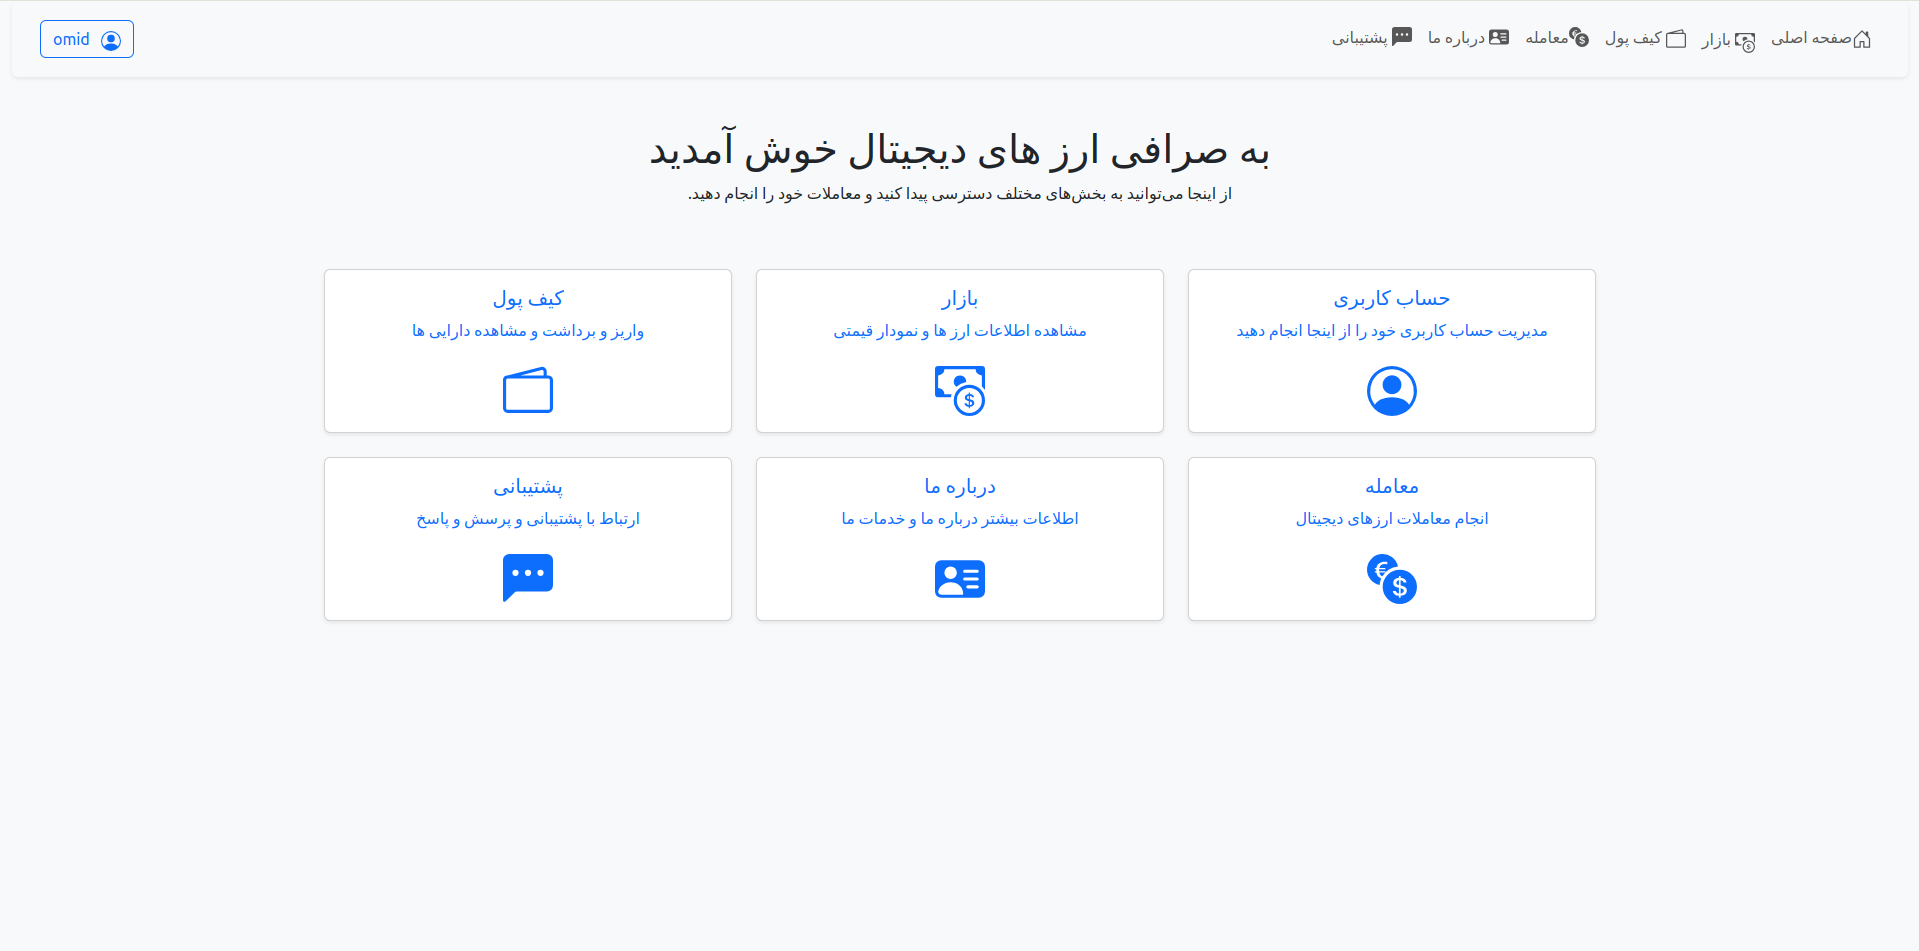 صفحه اصلی
بازار
کیف پول
معامله
درباره ما
پشتیبانی
omid
به صرافی ارز های دیجیتال خوش آمدید
از اینجا می‌توانید به بخش‌های مختلف دسترسی پیدا کنید و معاملات خود را انجام دهید.
حساب کاربری
مدیریت حساب کاربری خود را از اینجا انجام دهید
بازار
مشاهده اطلاعات ارز ها و نمودار قیمتی
کیف پول
واریز و برداشت و مشاهده دارایی ها
معامله
انجام معاملات ارزهای دیجیتال
درباره ما
اطلاعات بیشتر درباره ما و خدمات ما
پشتیبانی
ارتباط با پشتیبانی و پرسش و پاسخ